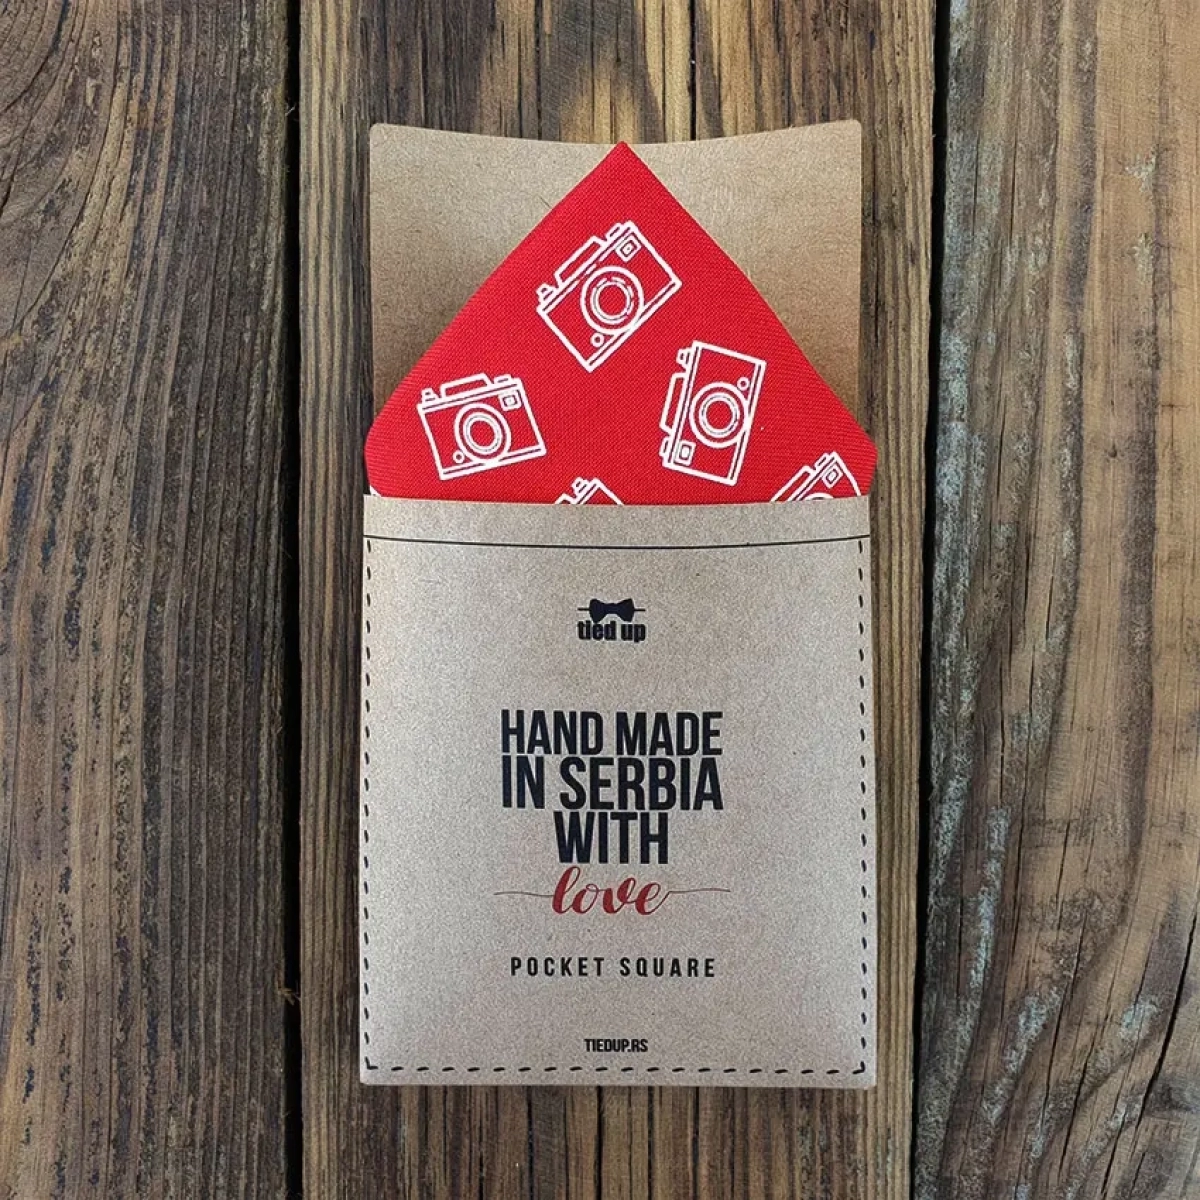 tied up
HAND MADE
IN SERBIA
WITH
love
POCKET SQUARE
TIEDUP.RS